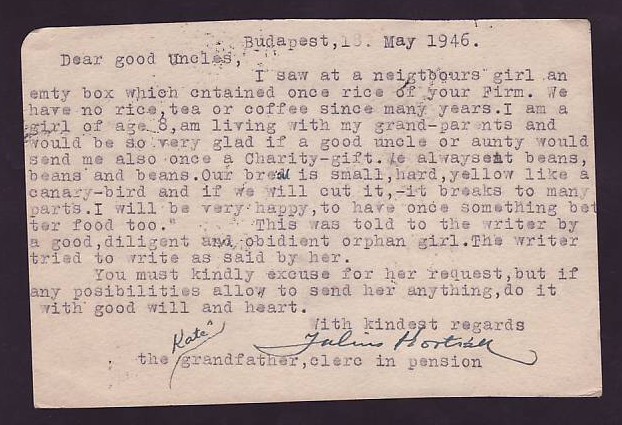 Budapest,18. May 1946.
Dear good Uncles,
I saw at a neigtbours girl an
emty box which cntained once rice of your Firm. We
have no rice,tea or coffee since many years.I am a
girl of age 8,am living with my grand-parents and
would be so very glad if a good uncle or aunty would
send me also once a Charity-gift.We alwayseat beans,
beans and beans.Our bread is small,hard,yellow like a
canary-bird and if we will cut it,-it breaks to many
parts.I will be very happy,to have once something bet
ter food too." This was told to the writer by
a good,diligent and obidient orphan girl.The writer
tried to write as said by her.
You must kindly excuse for her request,but if
any posibilities allow to send her anything,do it
with good will and heart.
With kindest regards
Kate's Julius
the grandfather,clerc in pension